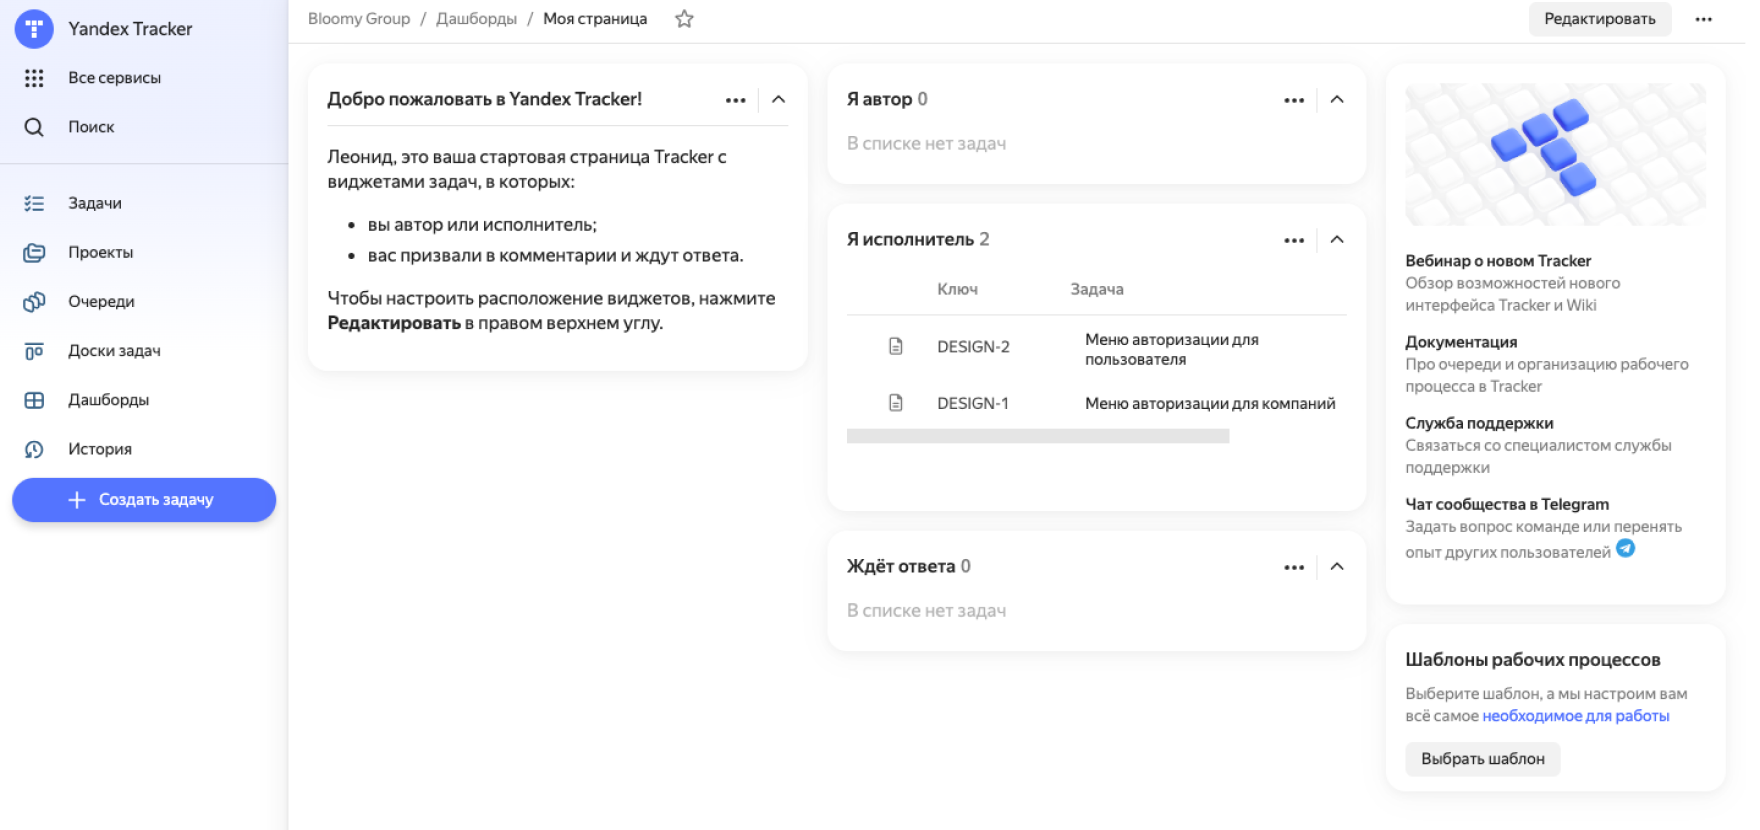 Yandex Tracker
Все сервисы
Поиск
Задачи
Проекты
Очереди
Доски задач
Дашборды
История
Создать задачу
Bloomy Group / Дашборды / Моя страница
Редактировать
Добро пожаловать в Yandex Tracker!
Леонид, это ваша стартовая страница Tracker с
виджетами задач, в которых:
• вы автор или исполнитель;
• вас призвали в комментарии и ждут ответа.
Чтобы настроить расположение виджетов, нажмите
Редактировать в правом верхнем углу.
Я автор 0
В списке нет задач
Я исполнитель 2
Ключ Задача
DESIGN-2 Меню авторизации для
пользователя
DESIGN-1 Меню авторизации для компаний
Ждёт ответа 0
В списке нет задач
Вебинар о новом Tracker
Обзор возможностей нового
интерфейса Tracker и Wiki
Документация
Про очереди и организацию рабочего
процесса в Tracker
Служба поддержки
Связаться со специалистом службы
поддержки
Чат сообщества в Telegram
Задать вопрос команде или перенять
опыт других пользователей
Шаблоны рабочих процессов
Выберите шаблон, а мы настроим вам
всё самое необходимое для работы
Выбрать шаблон